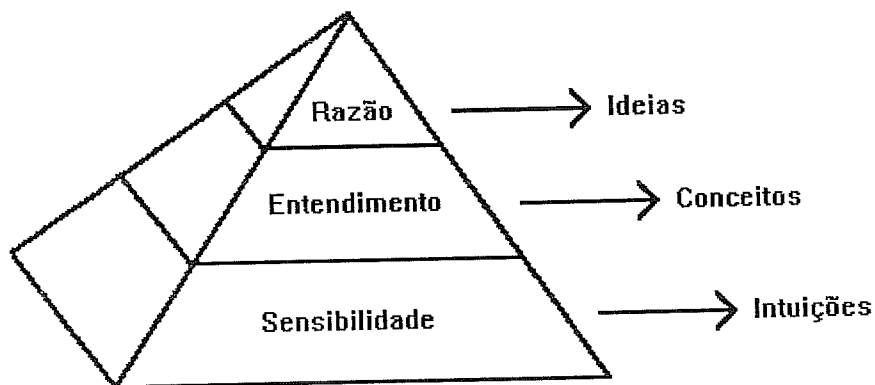 Razão
Ideias
Entendimento
Conceitos
Sensibilidade
Intuições